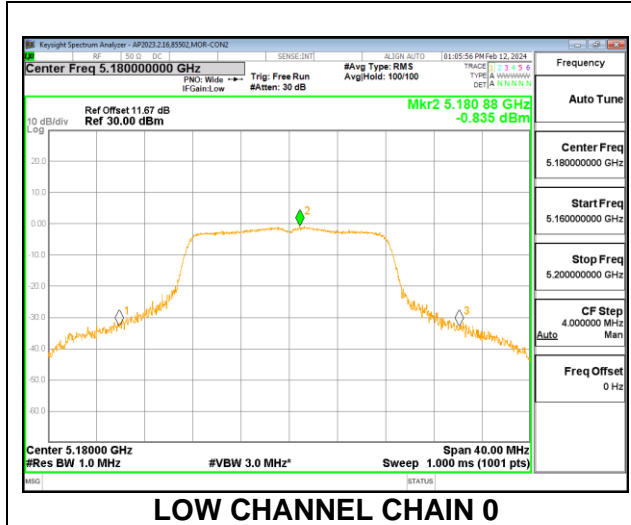 Keysight Spectrum Analyzer - AP2023.2.16,85502,MOR-CON2
RF 50 Ω DC SENSE:INT ALIGN AUTO 01:05:56 PM Feb 12, 2024
Center Freq 5.180000000 GHz
PNO: Wide
IFGain:Low
Trig: Free Run
#Atten: 30 dB
#Avg Type: RMS
Avg|Hold: 100/100
TRACE 1 2 3 4 5 6
TYPE A WWWWW
DET A N N N N N
Frequency
Auto Tune
Center Freq
5.180000000 GHz
Start Freq
5.160000000 GHz
Stop Freq
5.200000000 GHz
CF Step
4.000000 MHz
Auto Man
Freq Offset
0 Hz
Mkr2 5.180 88 GHz
-0.835 dBm
Ref Offset 11.67 dB
10 dB/div Ref 30.00 dBm
Log
20.0
10.0
0.00
-10.0
-20.0
-30.0
-40.0
-50.0
-60.0
2
1
3
Center 5.18000 GHz Span 40.00 MHz
#Res BW 1.0 MHz #VBW 3.0 MHz* Sweep 1.000 ms (1001 pts)
MSG STATUS
LOW CHANNEL CHAIN 0